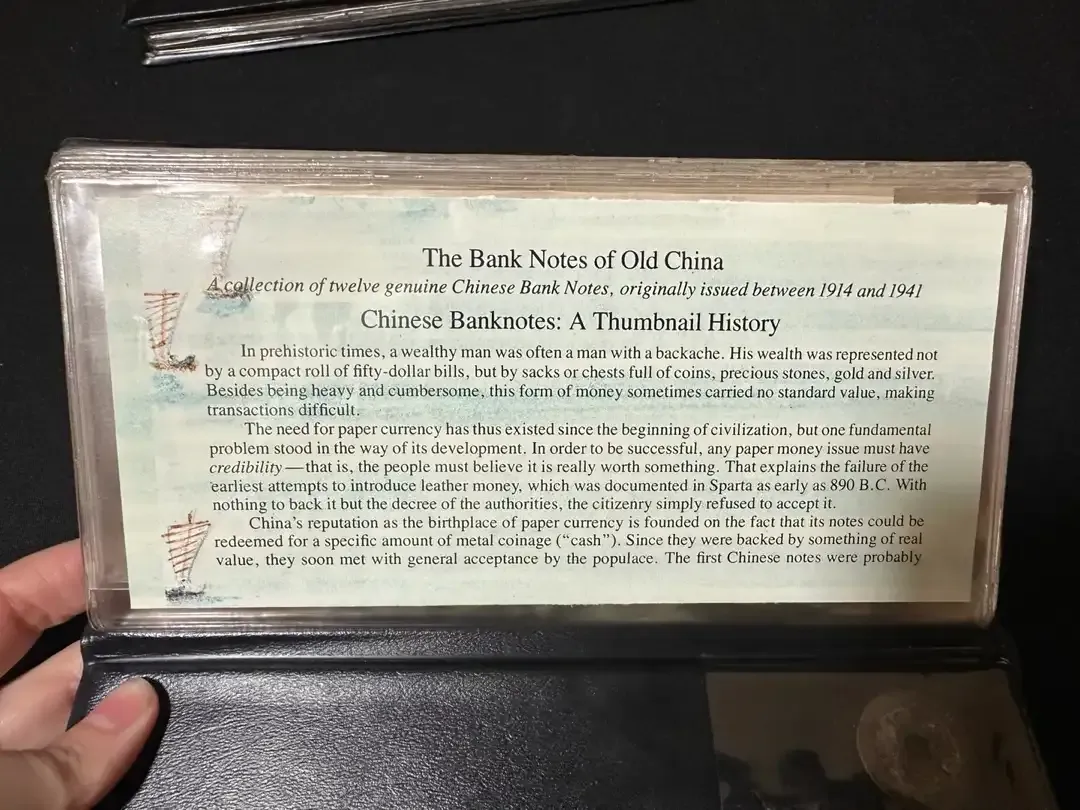 The Bank Notes of Old China
A collection of twelve genuine Chinese Bank Notes, originally issued between 1914 and 1941
Chinese Banknotes: A Thumbnail History
In prehistoric times, a wealthy man was often a man with a backache. His wealth was represented not
by a compact roll of fifty-dollar bills, but by sacks or chests full of coins, precious stones, gold and silver.
Besides being heavy and cumbersome, this form of money sometimes carried no standard value, making
transactions difficult.
The need for paper currency has thus existed since the beginning of civilization, but one fundamental
problem stood in the way of its development. In order to be successful, any paper money issue must have
credibility—that is, the people must believe it is really worth something. That explains the failure of the
earliest attempts to introduce leather money, which was documented in Sparta as early as 890 B.C. With
nothing to back it but the decree of the authorities, the citizenry simply refused to accept it.
China's reputation as the birthplace of paper currency is founded on the fact that its notes could be
redeemed for a specific amount of metal coinage (“cash”). Since they were backed by something of real
value, they soon met with general acceptance by the populace. The first Chinese notes were probably